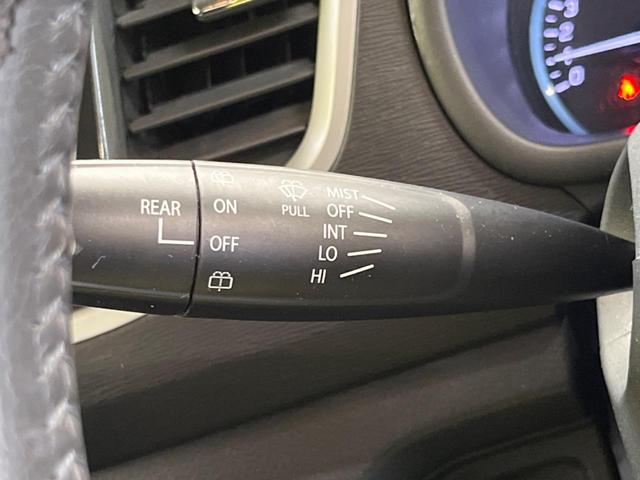 REAR
ON
OFF
PULL
MIST
OFF
INT
LO
HI